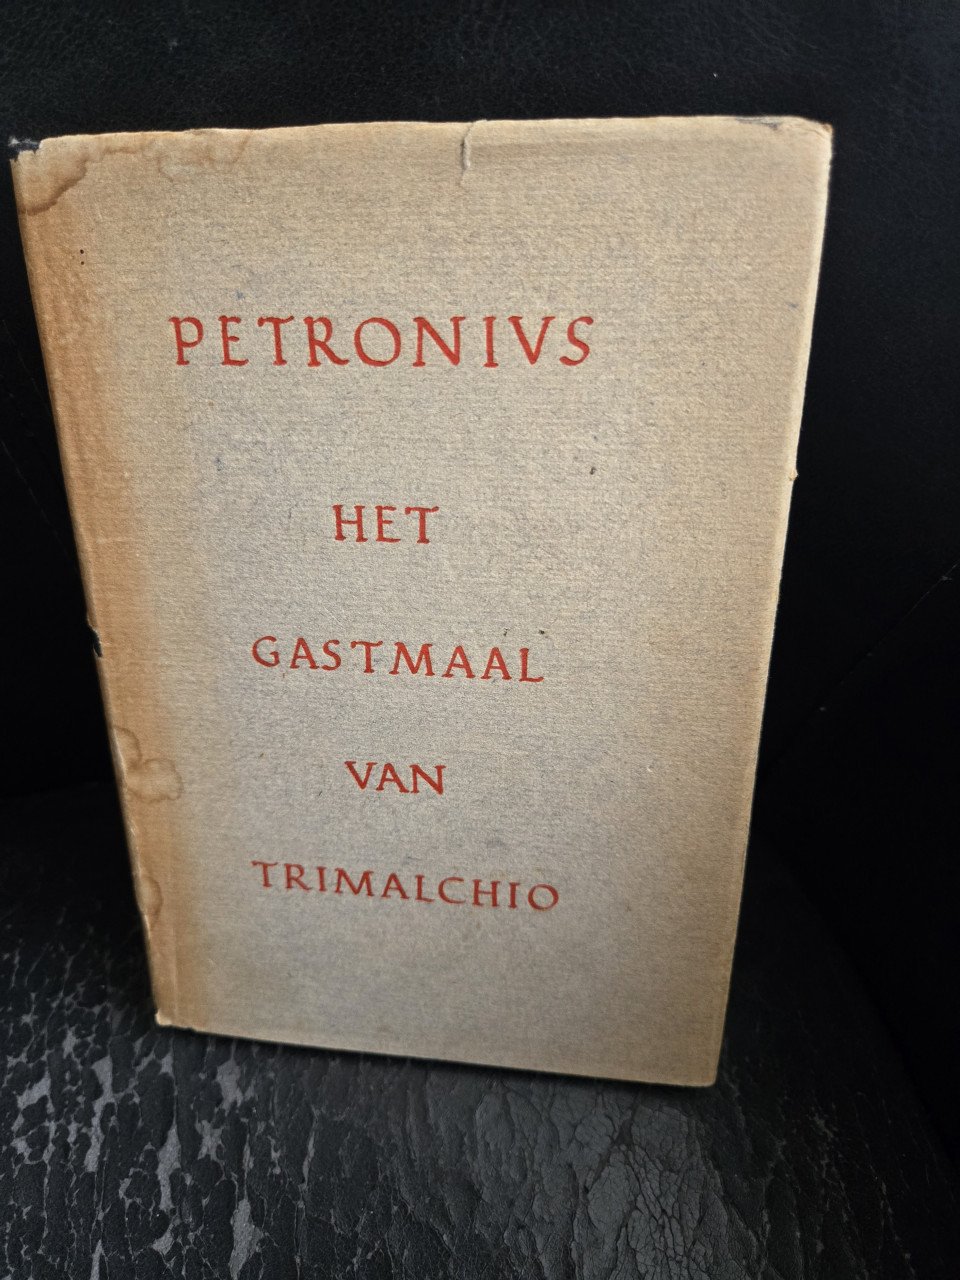 PETRONIVS
HET
GASTMAAL
VAN
TRIMALCHIO